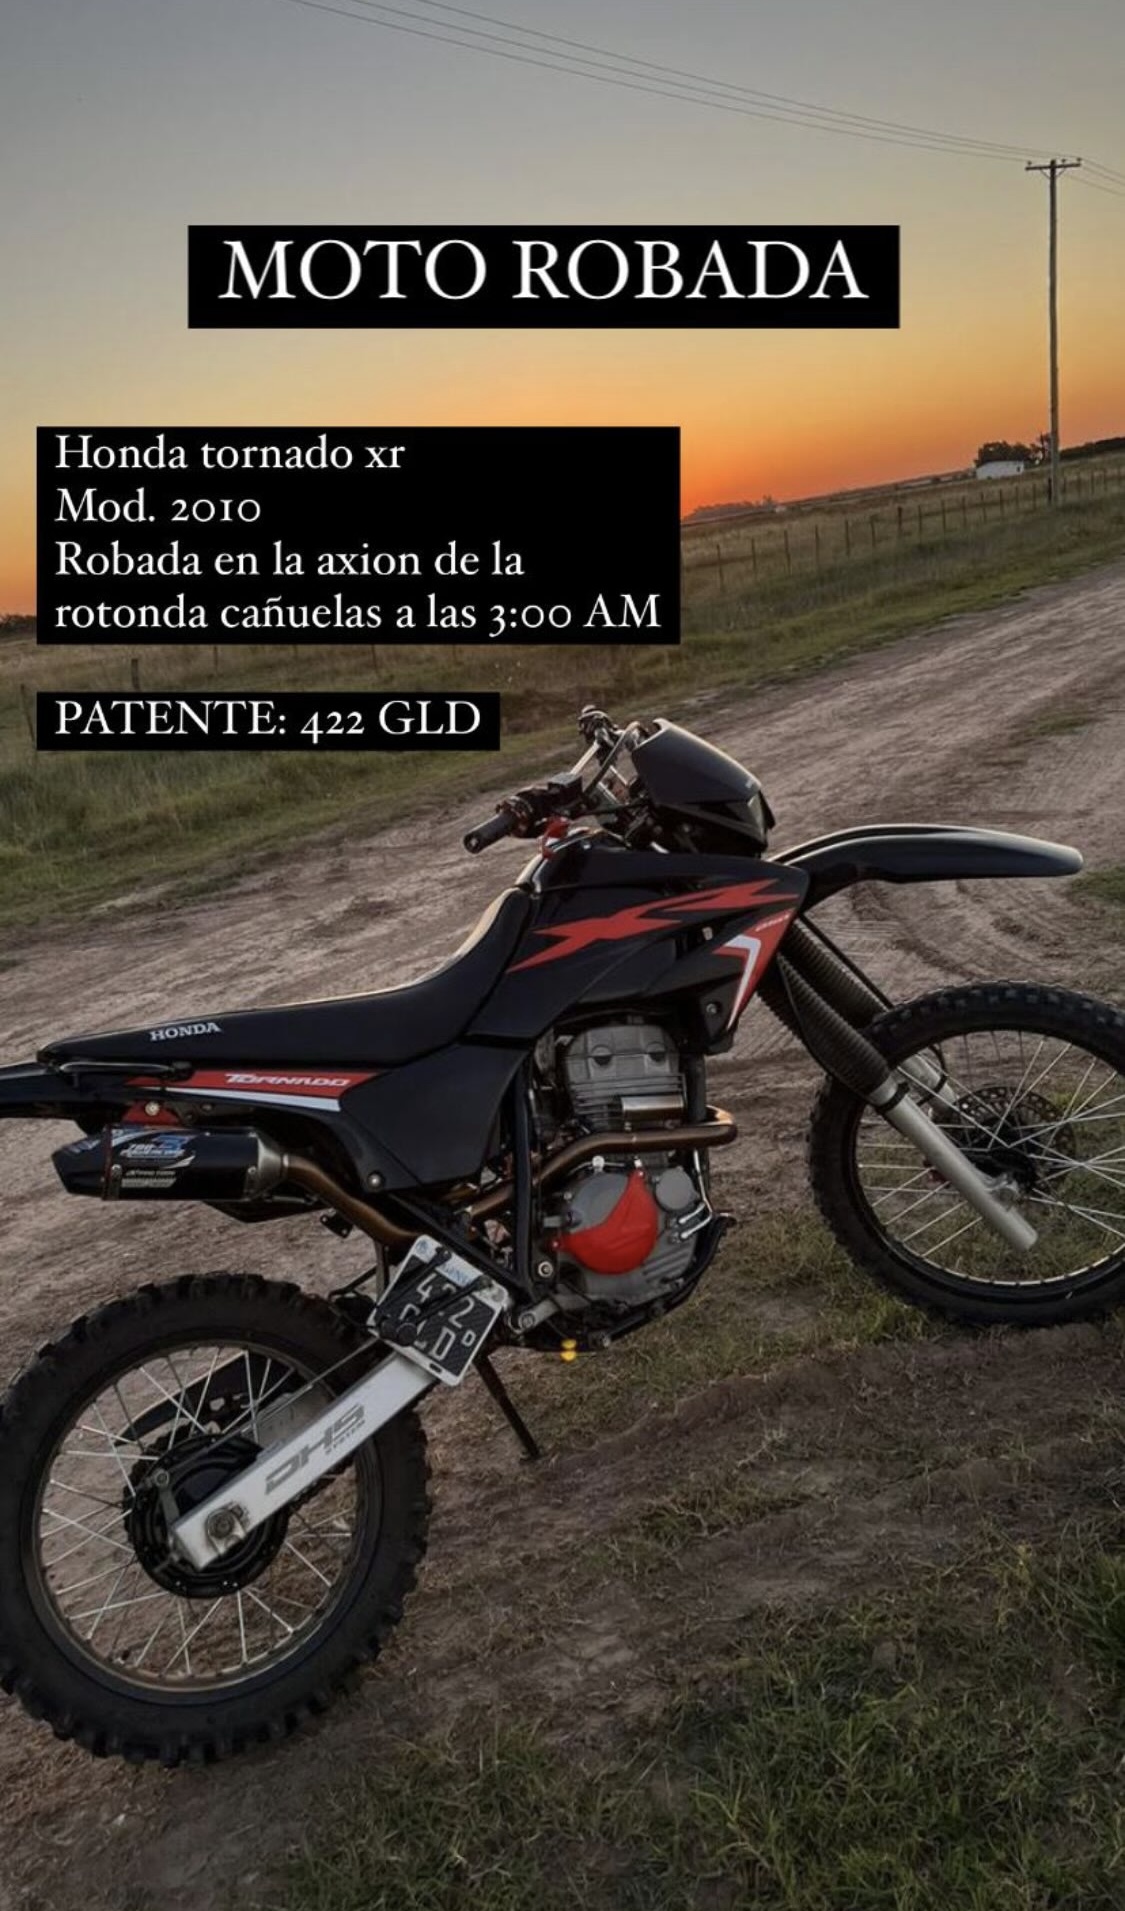 MOTO ROBADA
Honda tornado xr
Mod. 2010
Robada en la axion de la
rotonda cañuelas a las 3:00 AM
PATENTE: 422 GLD
HONDA
TORNADO
DHS
SYSTEM